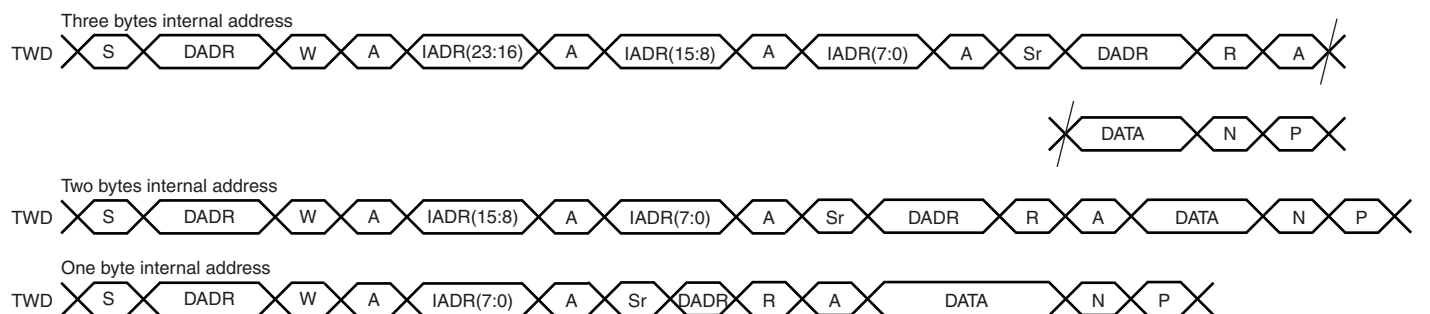 Three bytes internal address
TWD S DADR W A IADR(23:16) A IADR(15:8) A IADR(7:0) A Sr DADR R A
DATA N P
Two bytes internal address
TWD S DADR W A IADR(15:8) A IADR(7:0) A Sr DADR R A DATA N P
One byte internal address
TWD S DADR W A IADR(7:0) A Sr DADR R A DATA N P